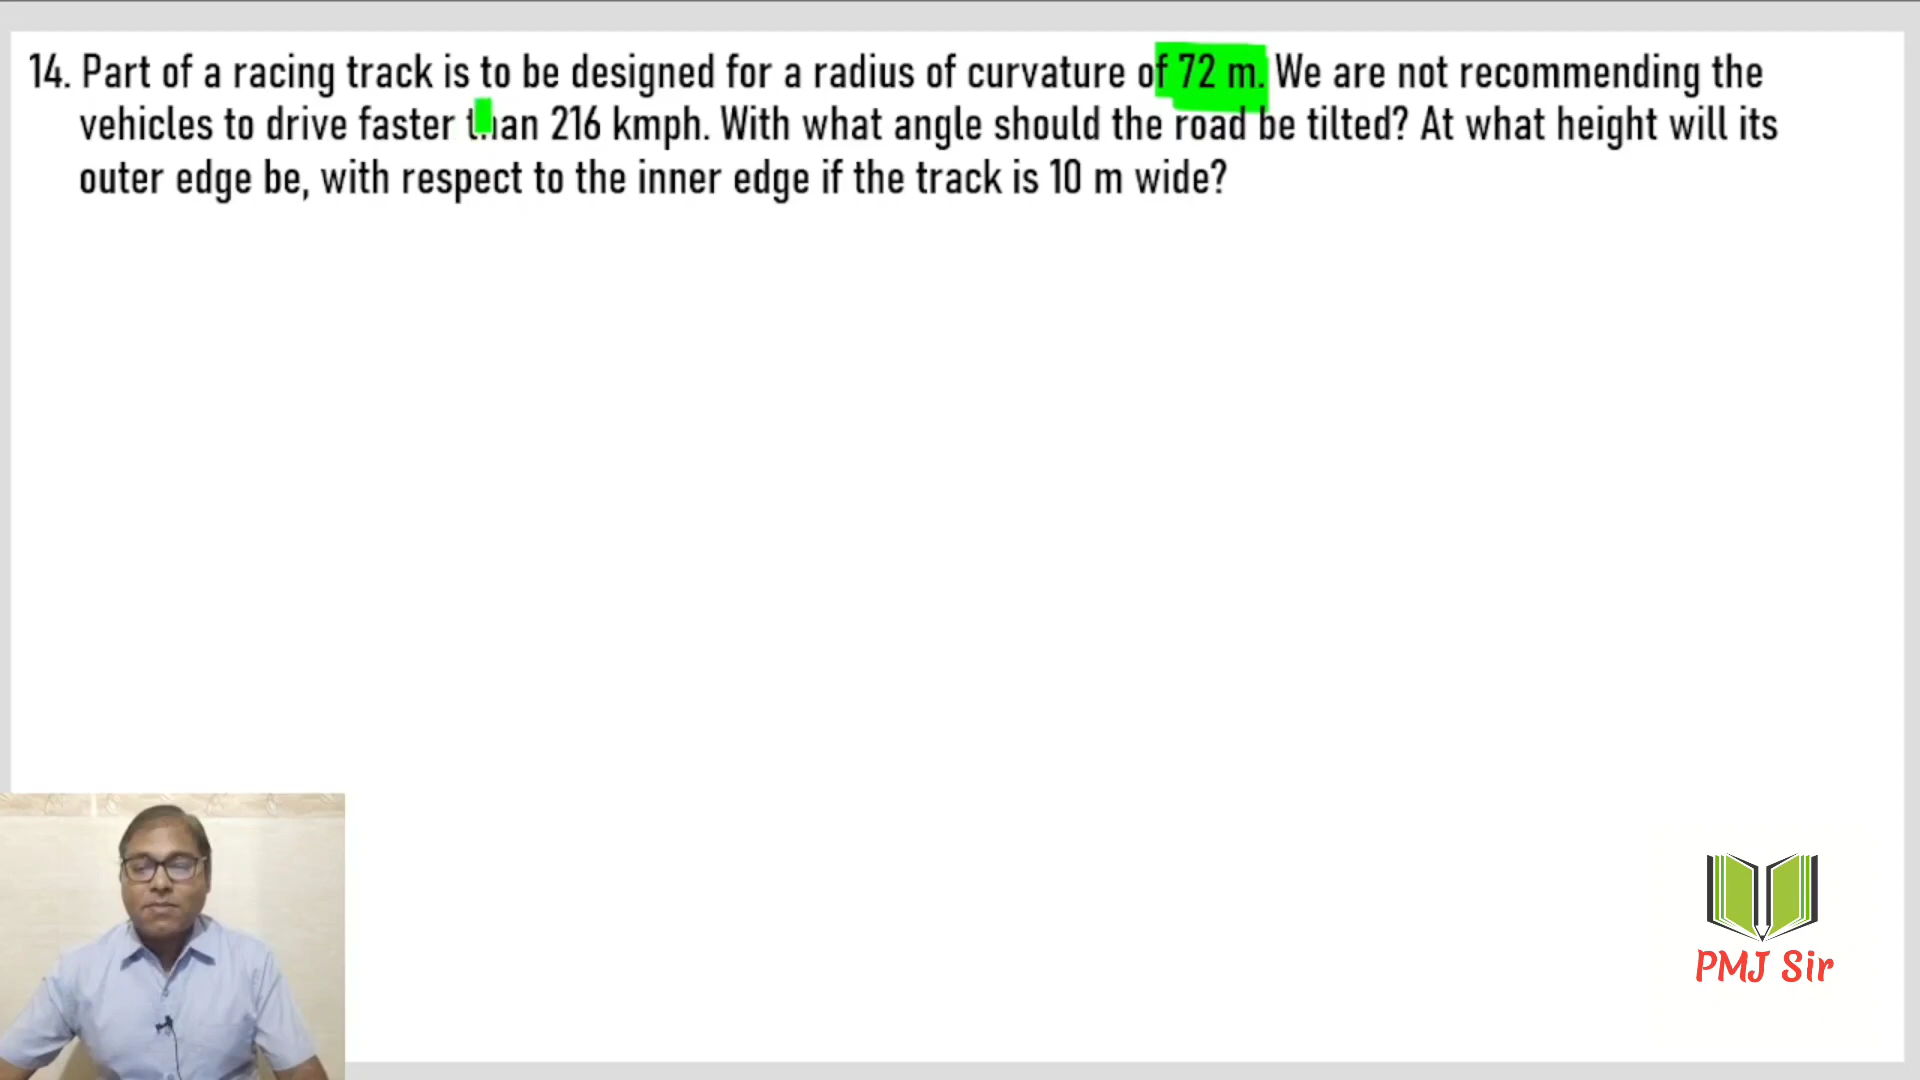 14. Part of a racing track is to be designed for a radius of curvature of 72 m. We are not recommending the
vehicles to drive faster than 216 kmph. With what angle should the road be tilted? At what height will its
outer edge be, with respect to the inner edge if the track is 10 m wide?
PMJ Sir